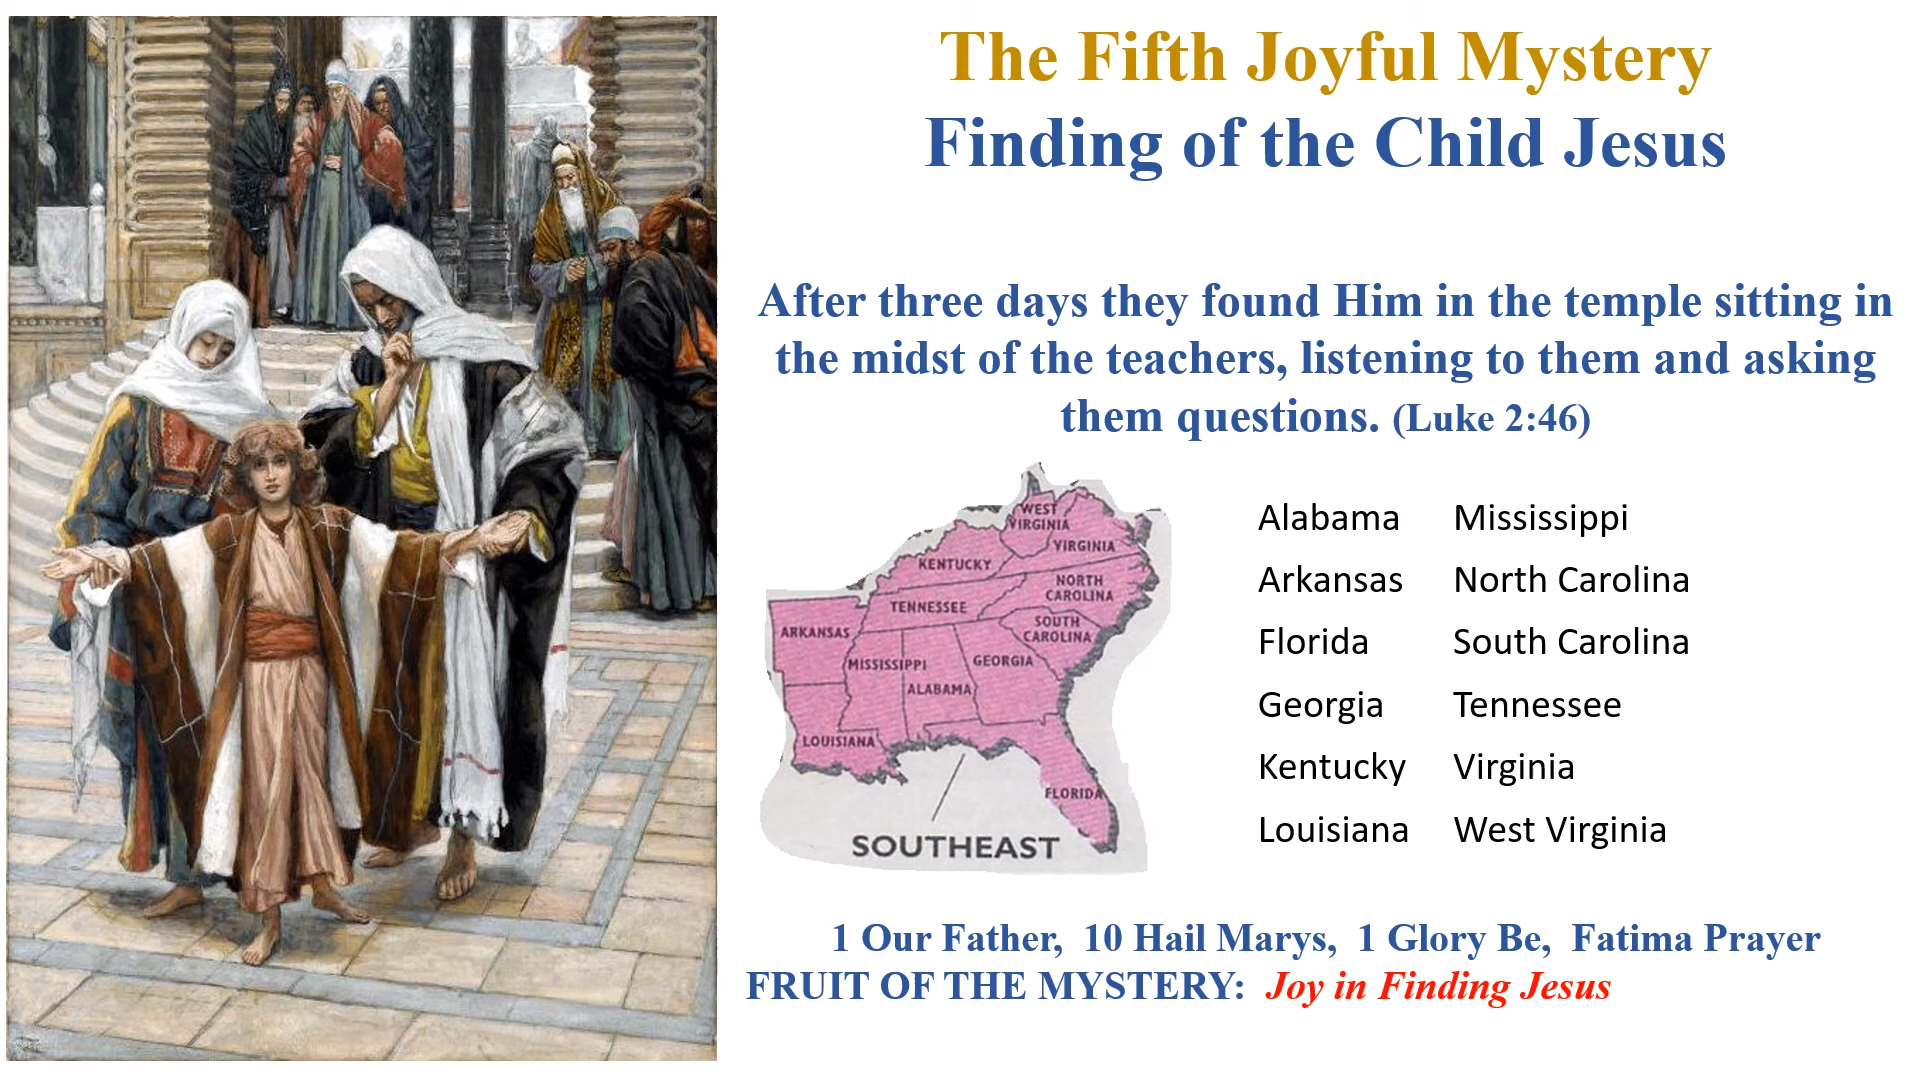 The Fifth Joyful Mystery
Finding of the Child Jesus
After three days they found Him in the temple sitting in
the midst of the teachers, listening to them and asking
them questions. (Luke 2:46)
WEST
VIRGINIA
VIRGINIA
KENTUCKY
NORTH
CAROLINA
TENNESSEE
SOUTH
CAROLINA
ARKANSAS
MISSISSIPPI
GEORGIA
ALABAMA
LOUISIANA
FLORIDA
SOUTHEAST
Alabama Mississippi
Arkansas North Carolina
Florida South Carolina
Georgia Tennessee
Kentucky Virginia
Louisiana West Virginia
1 Our Father, 10 Hail Marys, 1 Glory Be, Fatima Prayer
FRUIT OF THE MYSTERY: Joy in Finding Jesus